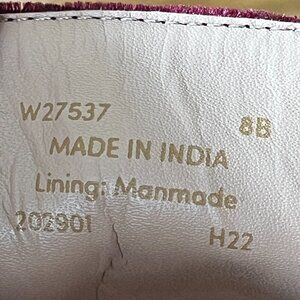 W27537 8B
MADE IN INDIA
Lining: Manmade
202901 H22